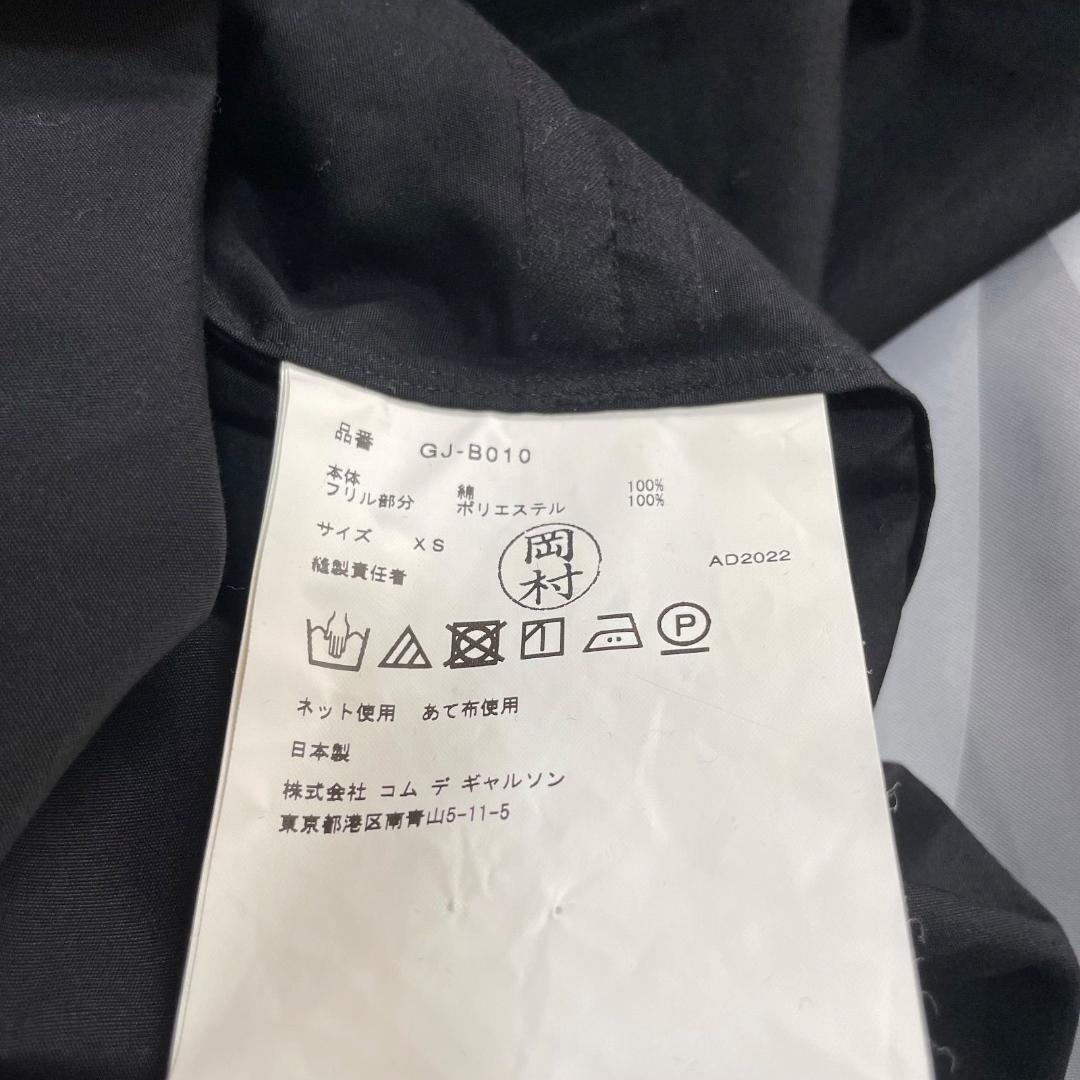 品番 GJ-B010
本体 綿 100%
フリル部分 ポリエステル 100%
サイズ XS
縫製責任者 岡村 AD2022
P
ネット使用 あて布使用
日本製
株式会社 コム デ ギャルソン
東京都港区南青山5-11-5